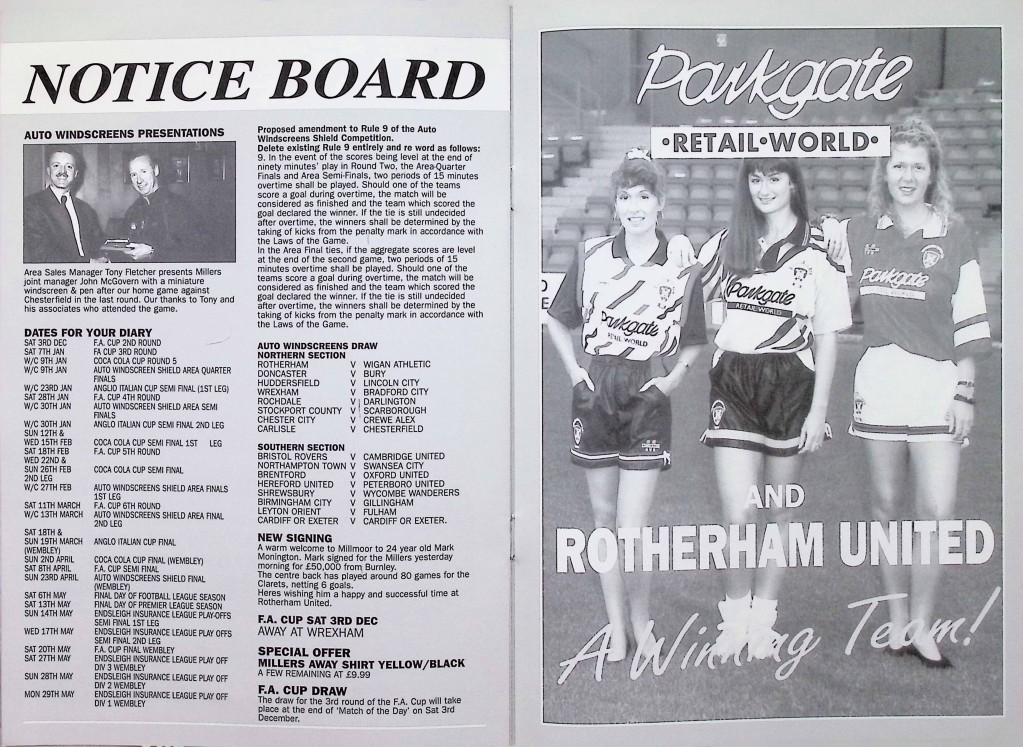 NOTICE BOARD
AUTO WINDSCREENS PRESENTATIONS
Area Sales Manager Tony Fletcher presents Millers
joint manager John McGovern with a miniature
windscreen & pen after our home game against
Chesterfield in the last round. Our thanks to Tony and
his associates who attended the game.
DATES FOR YOUR DIARY
SAT 3RD DEC F.A. CUP 2ND ROUND
SAT 7TH JAN FA CUP 3RD ROUND
W/C 9TH JAN COCA COLA CUP ROUND 5
W/C 9TH JAN AUTO WINDSCREENS SHIELD AREA QUARTER
FINALS
W/C 23RD JAN ANGLO ITALIAN CUP SEMI FINAL (1ST LEG)
SAT 28TH JAN F.A. CUP 4TH ROUND
W/C 30TH JAN AUTO WINDSCREENS SHIELD AREA SEMI
FINALS
W/C 30TH JAN ANGLO ITALIAN CUP SEMI FINAL 2ND LEG
SUN 12TH &
WED 15TH FEB COCA COLA CUP SEMI FINAL 1ST LEG
SAT 18TH FEB F.A. CUP 5TH ROUND
WED 22ND &
SUN 26TH FEB COCA COLA CUP SEMI FINAL
2ND LEG
W/C 27TH FEB AUTO WINDSCREENS SHIELD AREA FINALS
1ST LEG
SAT 11TH MARCH F.A. CUP 6TH ROUND
W/C 13TH MARCH AUTO WINDSCREENS SHIELD AREA FINAL
2ND LEG
SAT 18TH &
SUN 19TH MARCH ANGLO ITALIAN CUP FINAL
(WEMBLEY)
SUN 2ND APRIL COCA COLA CUP FINAL (WEMBLEY)
SAT 8TH APRIL F.A. CUP SEMI FINAL
SUN 23RD APRIL AUTO WINDSCREENS SHIELD FINAL
(WEMBLEY)
SAT 6TH MAY FINAL DAY OF FOOTBALL LEAGUE SEASON
SAT 13TH MAY FINAL DAY OF PREMIER LEAGUE SEASON
SUN 14TH MAY ENDSLEIGH INSURANCE LEAGUE PLAY-OFFS
SEMI FINAL 1ST LEG
WED 17TH MAY ENDSLEIGH INSURANCE LEAGUE PLAY OFFS
SEMI FINAL 2ND LEG
SAT 20TH MAY F.A. CUP FINAL WEMBLEY
SAT 27TH MAY ENDSLEIGH INSURANCE LEAGUE PLAY OFF
DIV 3 WEMBLEY
SUN 28TH MAY ENDSLEIGH INSURANCE LEAGUE PLAY OFF
DIV 2 WEMBLEY
MON 29TH MAY ENDSLEIGH INSURANCE LEAGUE PLAY OFF
DIV 1 WEMBLEY
Proposed amendment to Rule 9 of the Auto
Windscreens Shield Competition.
Delete existing Rule 9 entirely and re word as follows:
9. In the event of the scores being level at the end of
ninety minutes' play in Round Two, the Area-Quarter
Finals and Area Semi-Finals, two periods of 15 minutes
overtime shall be played. Should one of the teams
score a goal during overtime, the match will be
considered as finished and the team which scored the
goal declared the winner. If the tie is still undecided
after overtime, the winners shall be determined by the
taking of kicks from the penalty mark in accordance with
the Laws of the Game.
In the Area Final ties, if the aggregate scores are level
at the end of the second game, two periods of 15
minutes overtime shall be played. Should one of the
teams score a goal during overtime, the match will be
considered as finished and the team which scored the
goal declared the winner. If the tie is still undecided
after overtime, the winners shall be determined by the
taking of kicks from the penalty mark in accordance with
the Laws of the Game.
AUTO WINDSCREENS DRAW
NORTHERN SECTION
ROTHERHAM V WIGAN ATHLETIC
DONCASTER V BURY
HUDDERSFIELD V LINCOLN CITY
WREXHAM V BRADFORD CITY
ROCHDALE V DARLINGTON
STOCKPORT COUNTY V SCARBOROUGH
CHESTER CITY V CREWE ALEX
CARLISLE V CHESTERFIELD
SOUTHERN SECTION
BRISTOL ROVERS V CAMBRIDGE UNITED
NORTHAMPTON TOWN V SWANSEA CITY
BRENTFORD V OXFORD UNITED
HEREFORD UNITED V PETERBORO UNITED
SHREWSBURY V WYCOMBE WANDERERS
BIRMINGHAM CITY V GILLINGHAM
LEYTON ORIENT V FULHAM
CARDIFF OR EXETER V CARDIFF OR EXETER.
NEW SIGNING
A warm welcome to Millmoor to 24 year old Mark
Monington. Mark signed for the Millers yesterday
morning for £50,000 from Burnley.
The centre back has played around 80 games for the
Clarets, netting 6 goals.
Heres wishing him a happy and successful time at
Rotherham United.
F.A. CUP SAT 3RD DEC
AWAY AT WREXHAM
SPECIAL OFFER
MILLERS AWAY SHIRT YELLOW/BLACK
A FEW REMAINING AT £9.99
F.A. CUP DRAW
The draw for the 3rd round of the F.A. Cup will take
place at the end of 'Match of the Day' on Sat 3rd
December.
Parkgate
•RETAIL•WORLD•
Parkgate
RETAIL WORLD
Parkgate
RETAIL WORLD
Parkgate
RETAIL WORLD
AND
ROTHERHAM UNITED
A Winning Team!